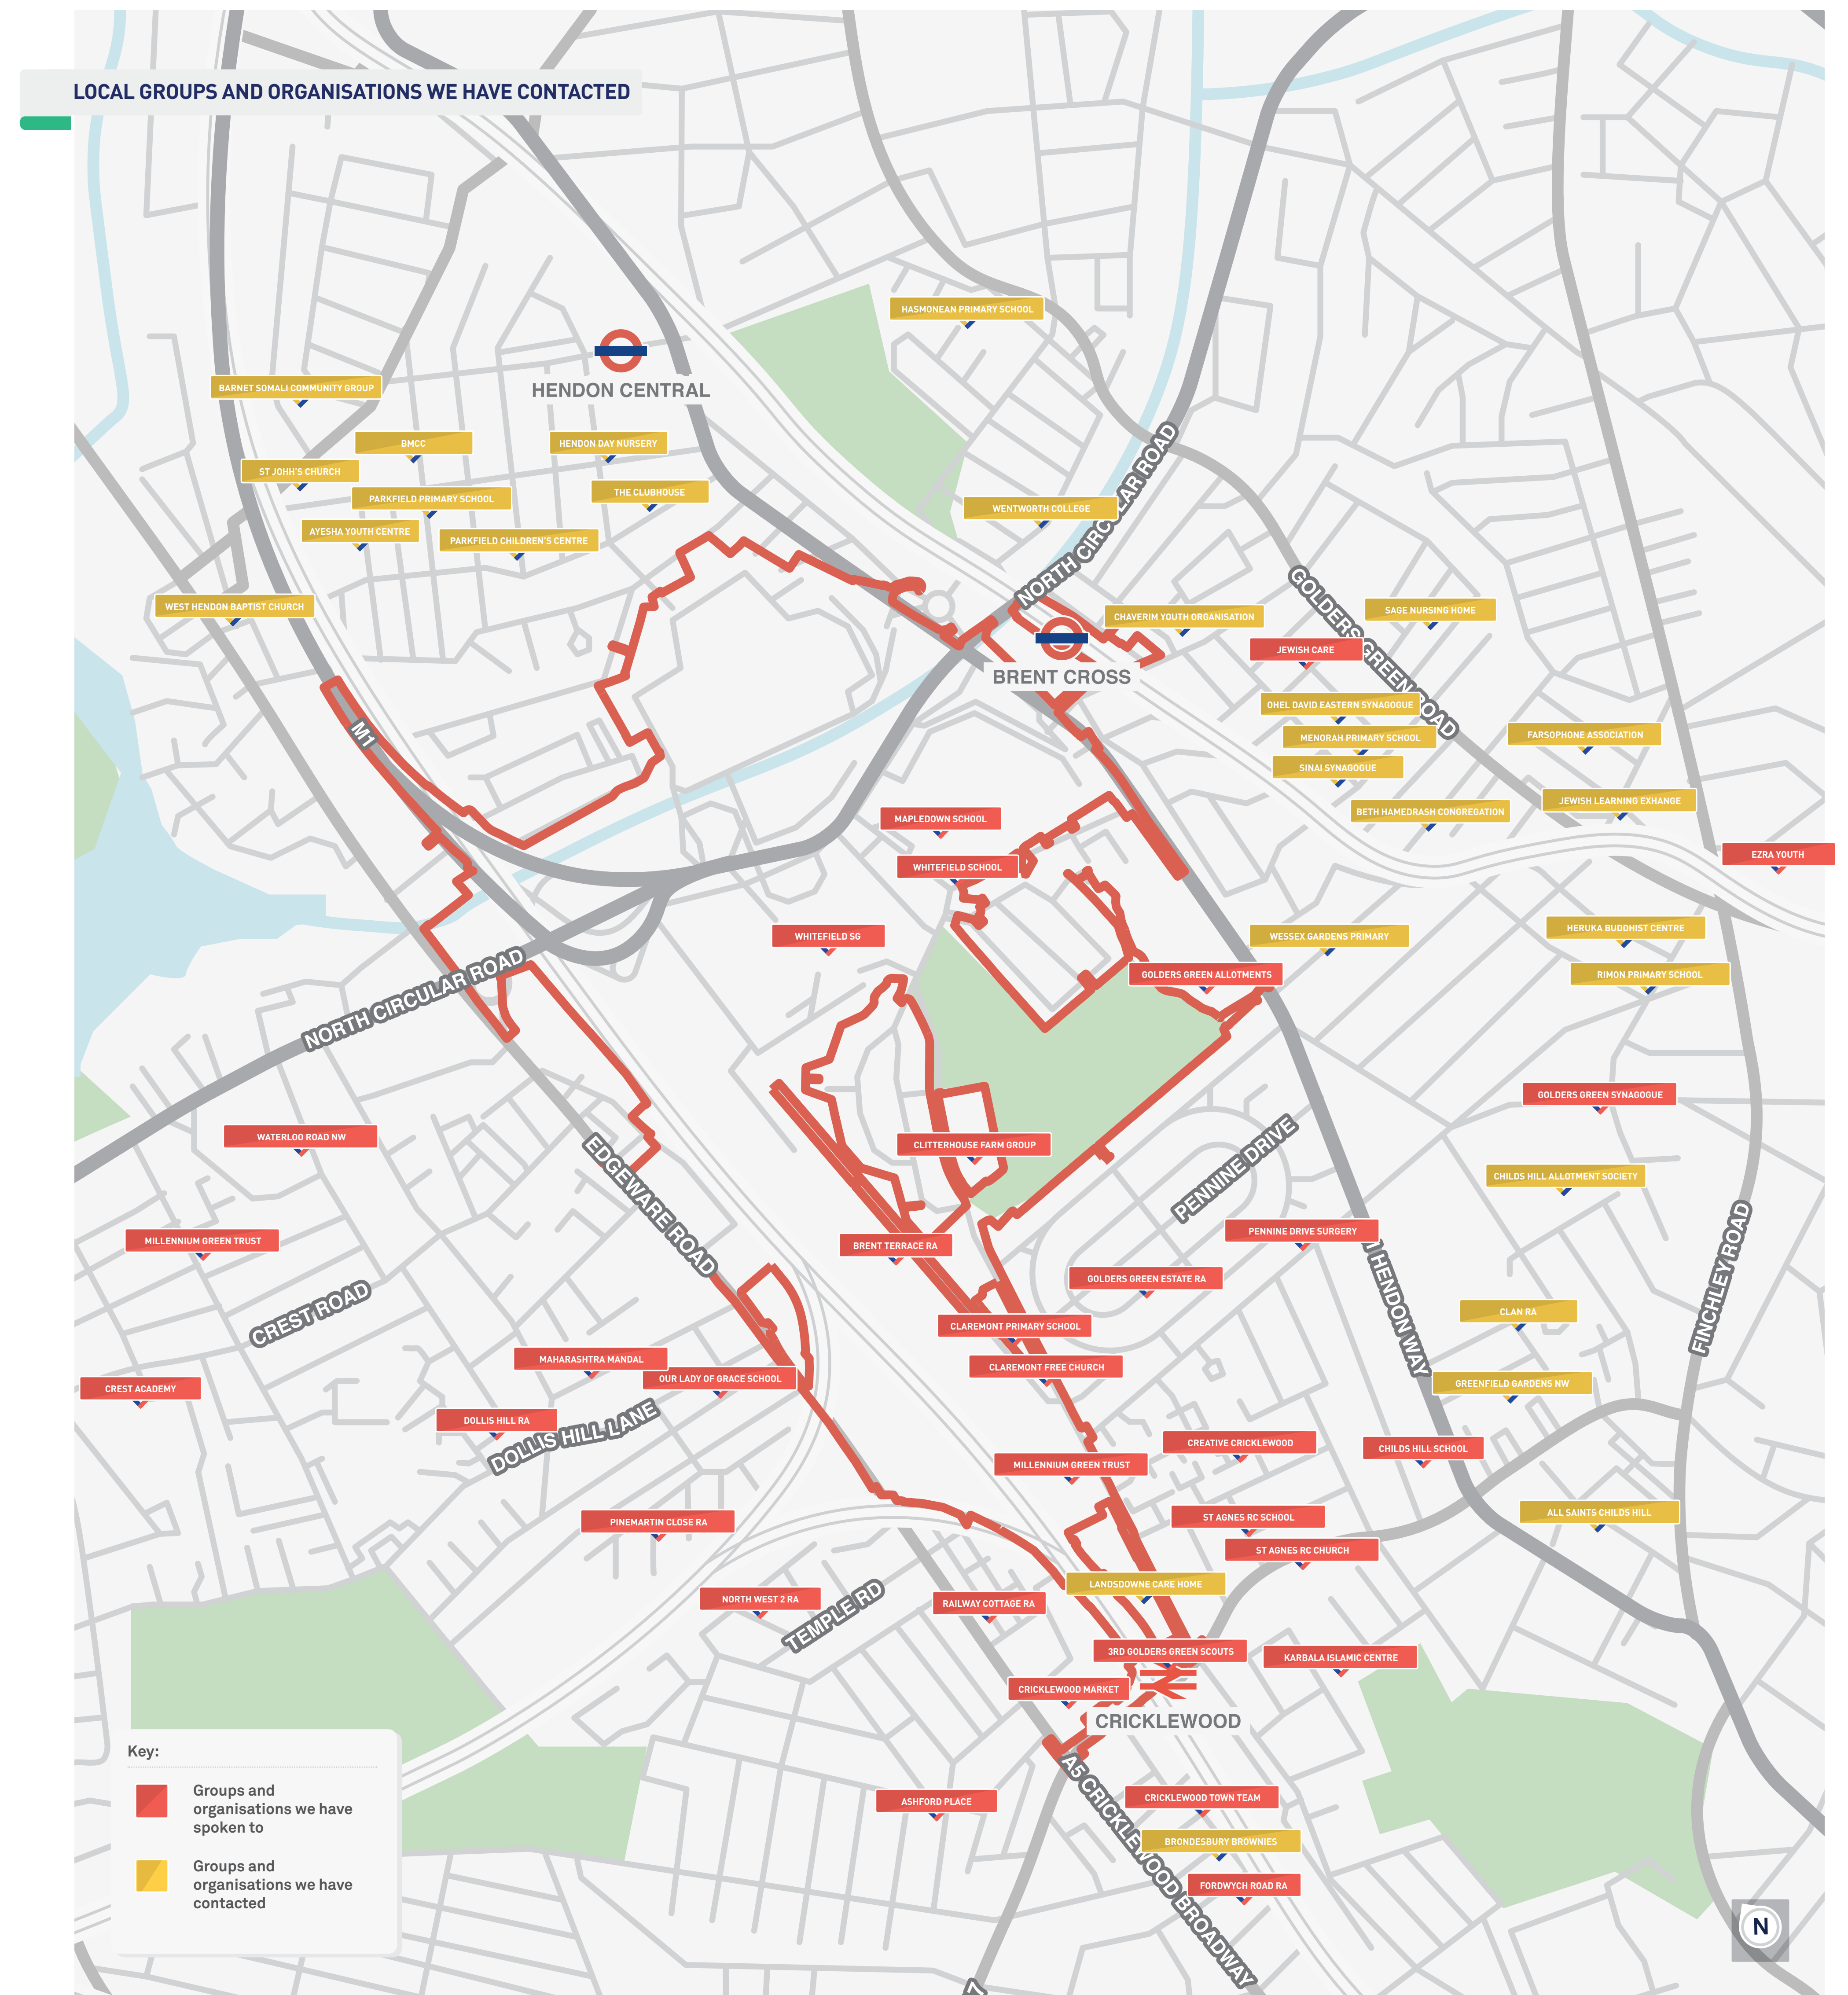 LOCAL GROUPS AND ORGANISATIONS WE HAVE CONTACTED
HASMONEAN PRIMARY SCHOOL
HENDON CENTRAL
BARNET SOMALI COMMUNITY GROUP
BMCC
HENDON DAY NURSERY
ST JOHH'S CHURCH
PARKFIELD PRIMARY SCHOOL
THE CLUBHOUSE
AYESHA YOUTH CENTRE
PARKFIELD CHILDREN'S CENTRE
WENTWORTH COLLEGE
NORTH CIRCULAR ROAD
WEST HENDON BAPTIST CHURCH
CHAVERIM YOUTH ORGANISATION
SAGE NURSING HOME
GOLDERS GREEN ROAD
JEWISH CARE
BRENT CROSS
OHEL DAVID EASTERN SYNAGOGUE
M1
MENORAH PRIMARY SCHOOL
FARSOPHONE ASSOCIATION
SINAI SYNAGOGUE
JEWISH LEARNING EXHANGE
BETH HAMEDRASH CONGREGATION
MAPLEDOWN SCHOOL
EZRA YOUTH
WHITEFIELD SCHOOL
HERUKA BUDDHIST CENTRE
WHITEFIELD SG
WESSEX GARDENS PRIMARY
GOLDERS GREEN ALLOTMENTS
RIMON PRIMARY SCHOOL
NORTH CIRCULAR ROAD
GOLDERS GREEN SYNAGOGUE
WATERLOO ROAD NW
CLITTERHOUSE FARM GROUP
PENNINE DRIVE
CHILDS HILL ALLOTMENT SOCIETY
EDGEWARE ROAD
PENNINE DRIVE SURGERY
MILLENNIUM GREEN TRUST
BRENT TERRACE RA
GOLDERS GREEN ESTATE RA
FINCHLEY ROAD
HENDON WAY
CREST ROAD
CLAN RA
CLAREMONT PRIMARY SCHOOL
MAHARASHTRA MANDAL
CLAREMONT FREE CHURCH
OUR LADY OF GRACE SCHOOL
GREENFIELD GARDENS NW
CREST ACADEMY
DOLLIS HILL RA
DOLLIS HILL LANE
CREATIVE CRICKLEWOOD
CHILDS HILL SCHOOL
MILLENNIUM GREEN TRUST
ALL SAINTS CHILDS HILL
ST AGNES RC SCHOOL
PINEMARTIN CLOSE RA
ST AGNES RC CHURCH
LANDSDOWNE CARE HOME
NORTH WEST 2 RA
RAILWAY COTTAGE RA
TEMPLE RD
3RD GOLDERS GREEN SCOUTS
KARBALA ISLAMIC CENTRE
CRICKLEWOOD MARKET
CRICKLEWOOD
A5 CRICKLEWOOD BROADWAY
CRICKLEWOOD TOWN TEAM
ASHFORD PLACE
BRONDESBURY BROWNIES
FORDWYCH ROAD RA
Key:
Groups and
organisations we have
spoken to
Groups and
organisations we have
contacted
N